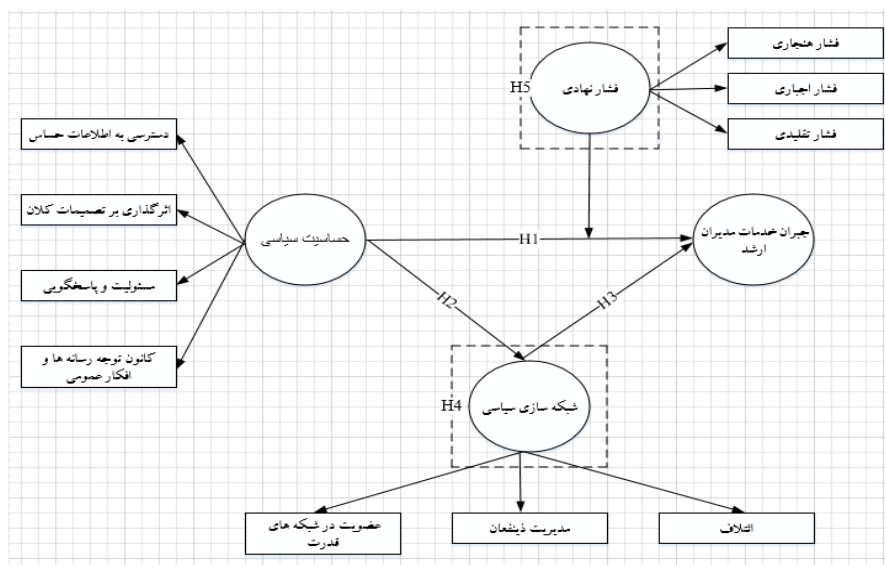 فشار هنجاری
H5
فشار نهادی
فشار اجباری
فشار تقلیدی
دسترسی به اطلاعات حساس
اثرگذاری بر تصمیمات کلان
حساسیت سیاسی
H1
جبران خدمات مدیران
ارشد
مسئولیت و پاسخگویی
H2
H3
کانون توجه رسانه ها و
افکار عمومی
H4
شبکه سازی سیاسی
عضویت در شبکه های
قدرت
مدیریت ذینفعان
ائتلاف